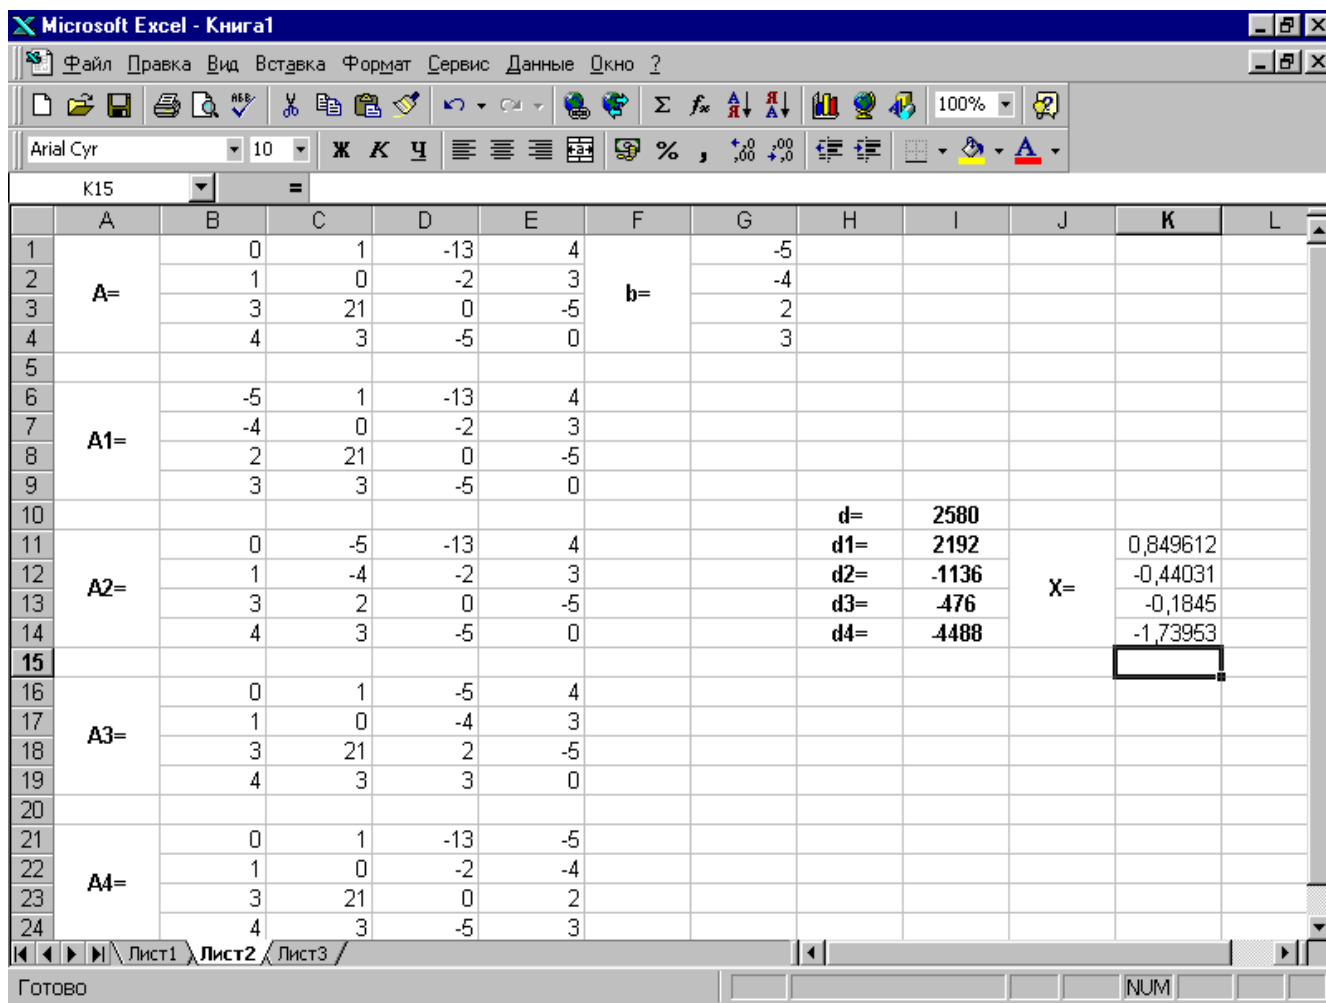 Microsoft Excel - Книга1
Файл Правка Вид Вставка Формат Сервис Данные Окно ?
100%
Arial Cyr 10 Ж К Ч
K15 =
A B C D E F G H I J K L
1 0 1 -13 4 -5
2 1 0 -2 3 -4
A= b=
3 3 21 0 -5 2
4 4 3 -5 0 3
5
6 -5 1 -13 4
7 -4 0 -2 3
A1=
8 2 21 0 -5
9 3 3 -5 0
10 d= 2580
11 0 -5 -13 4 d1= 2192 0,849612
12 1 -4 -2 3 d2= -1136 -0,44031
A2= X=
13 3 2 0 -5 d3= -476 -0,1845
14 4 3 -5 0 d4= -4488 -1,73953
15
16 0 1 -5 4
17 1 0 -4 3
A3=
18 3 21 2 -5
19 4 3 3 0
20
21 0 1 -13 -5
22 1 0 -2 -4
A4=
23 3 21 0 2
24 4 3 -5 3
Лист1 Лист2 Лист3
Готово NUM